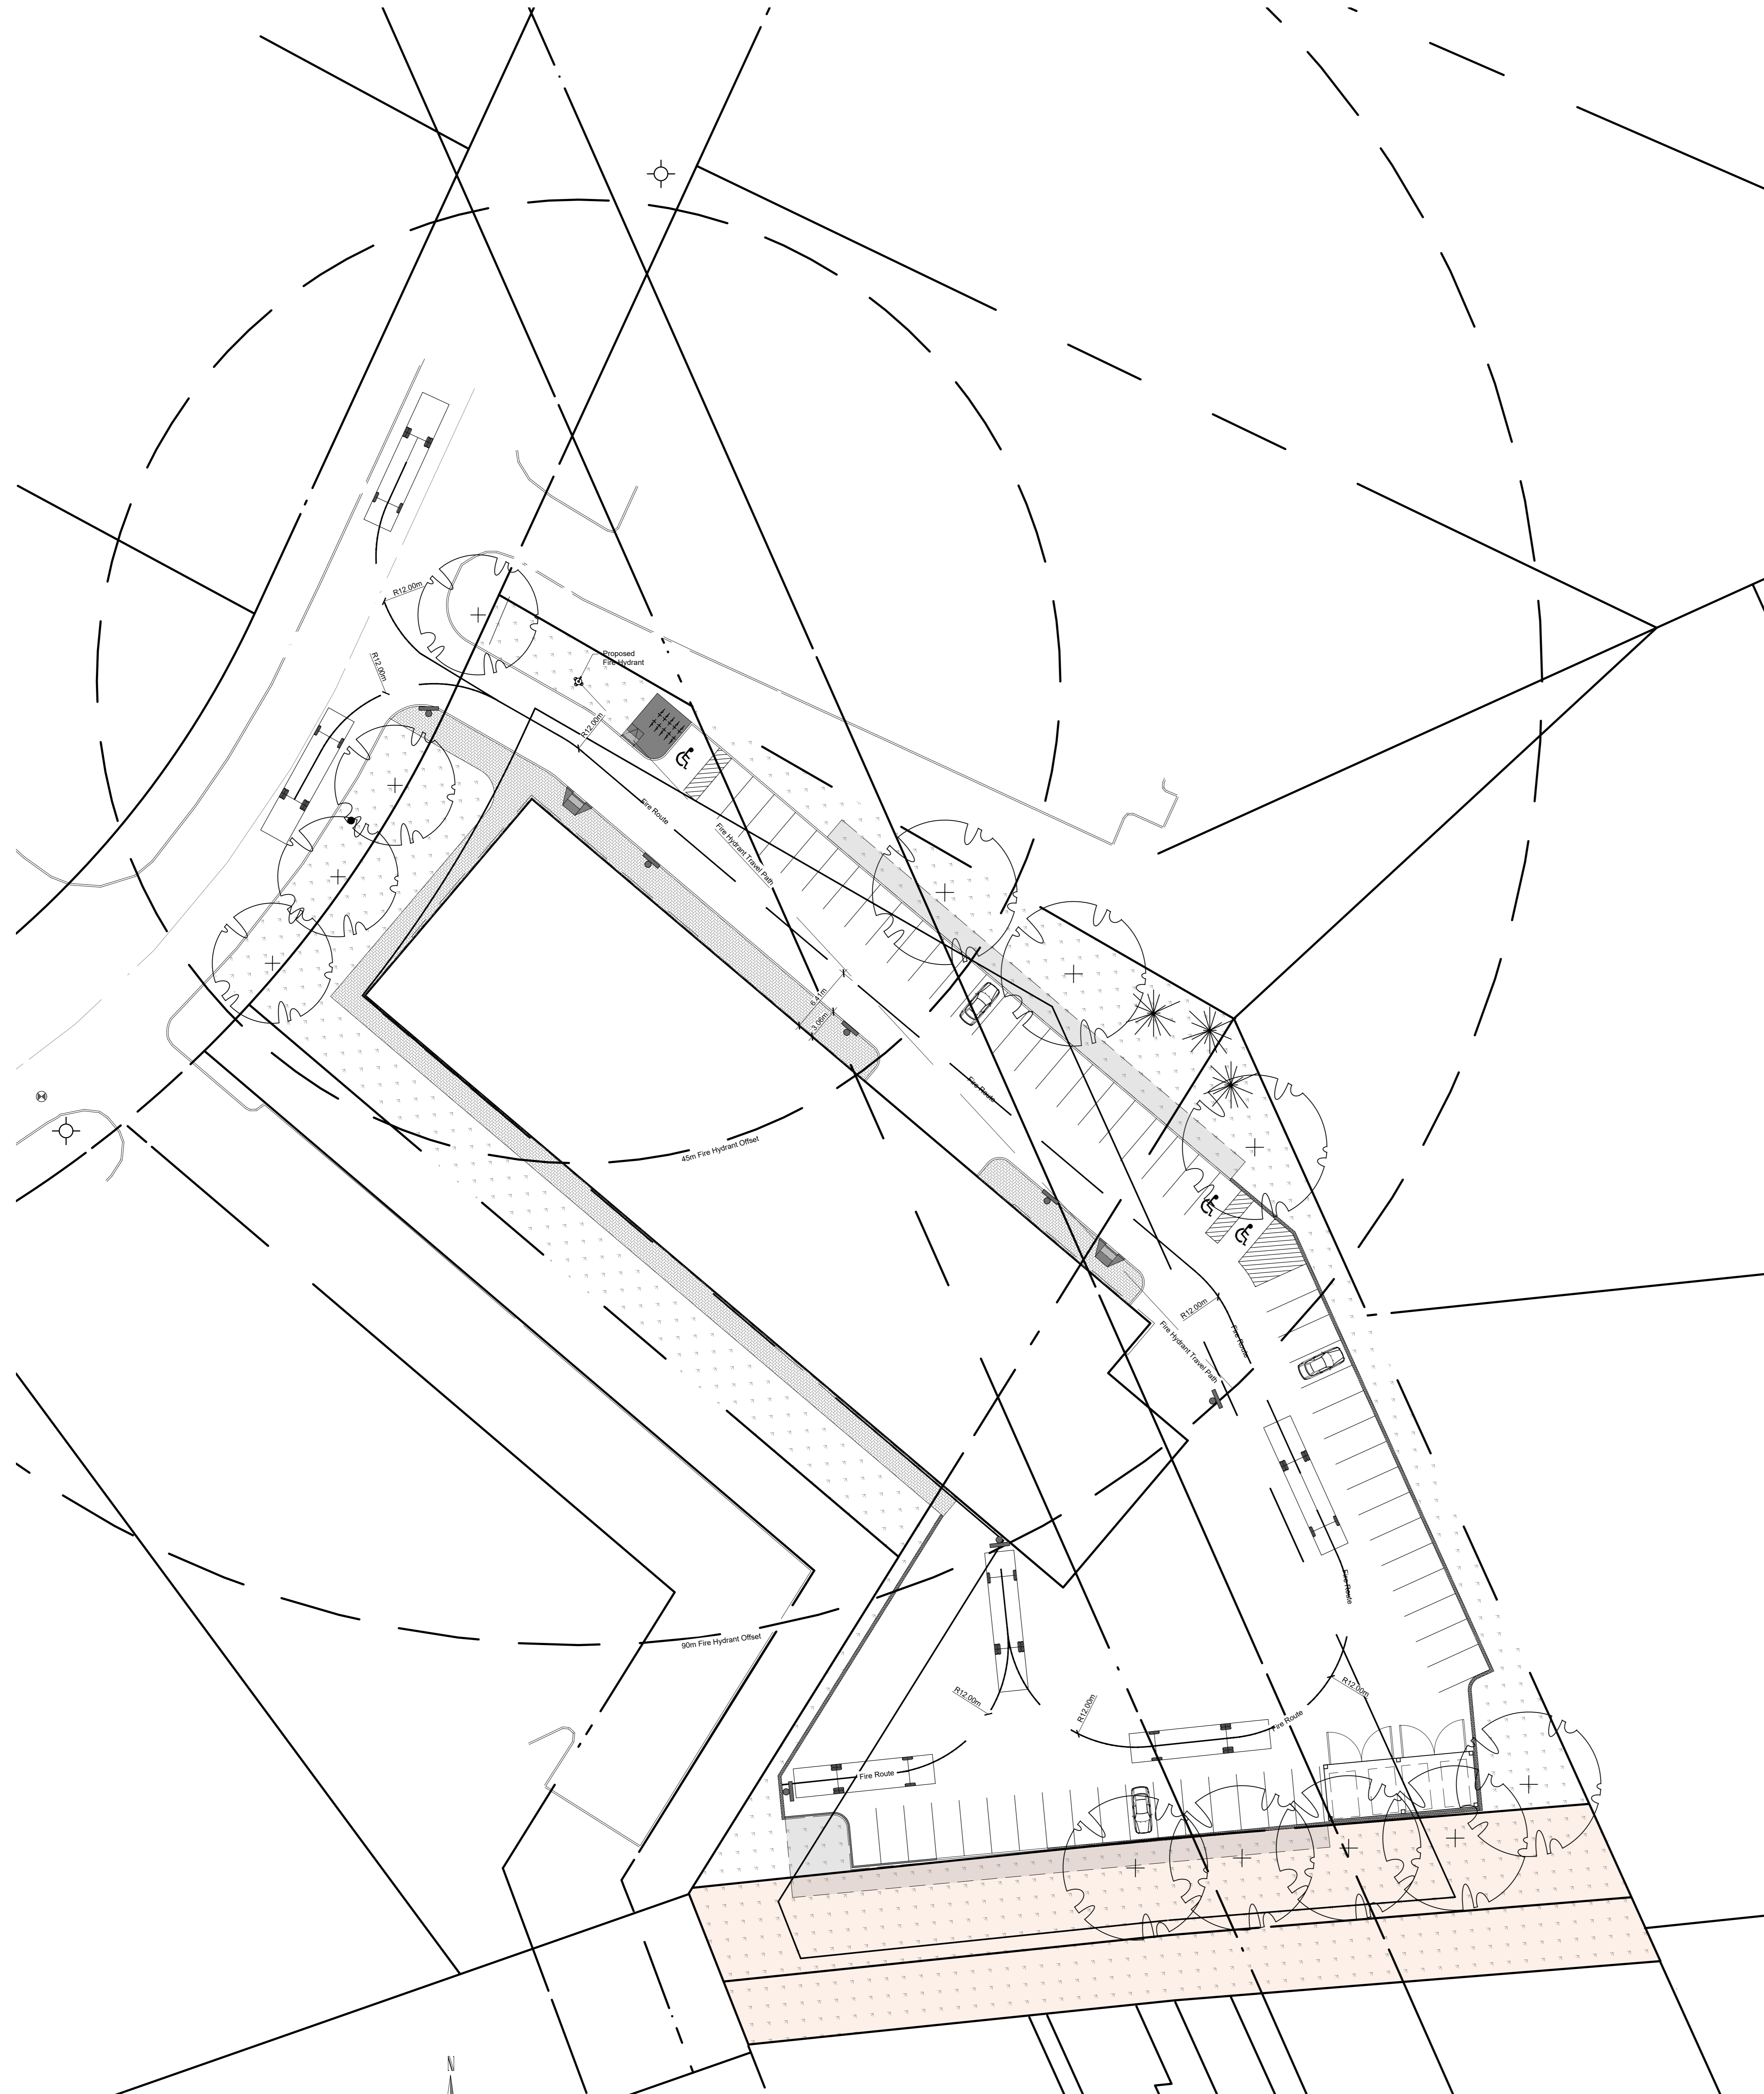 R12.00m
R12.00m
Proposed
Fire Hydrant
R12.00m
Fire Route
Fire Hydrant Travel Path
6.41m
3.06m
Fire Route
45m Fire Hydrant Offset
R12.00m
Fire Route
Fire Hydrant Travel Path
Fire Route
90m Fire Hydrant Offset
R12.00m
R12.00m
R12.00m
Fire Route
Fire Route
N